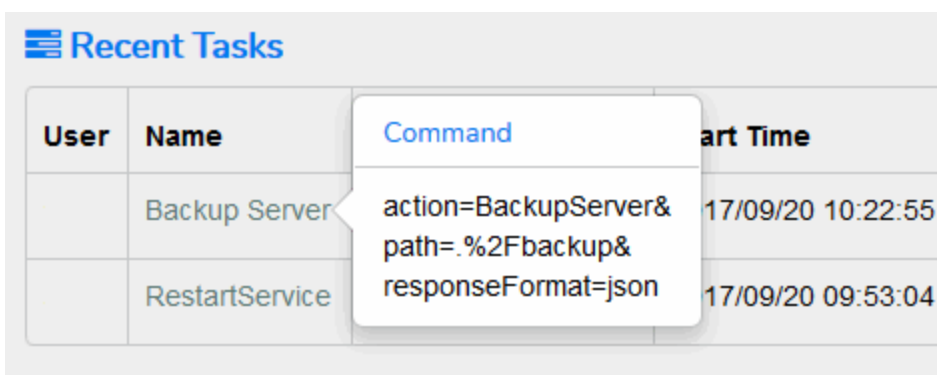 Recent Tasks
User Name art Time
Command
Backup Server 17/09/20 10:22:55
action=BackupServer&
path=.%2Fbackup&
responseFormat=json
RestartService 17/09/20 09:53:04